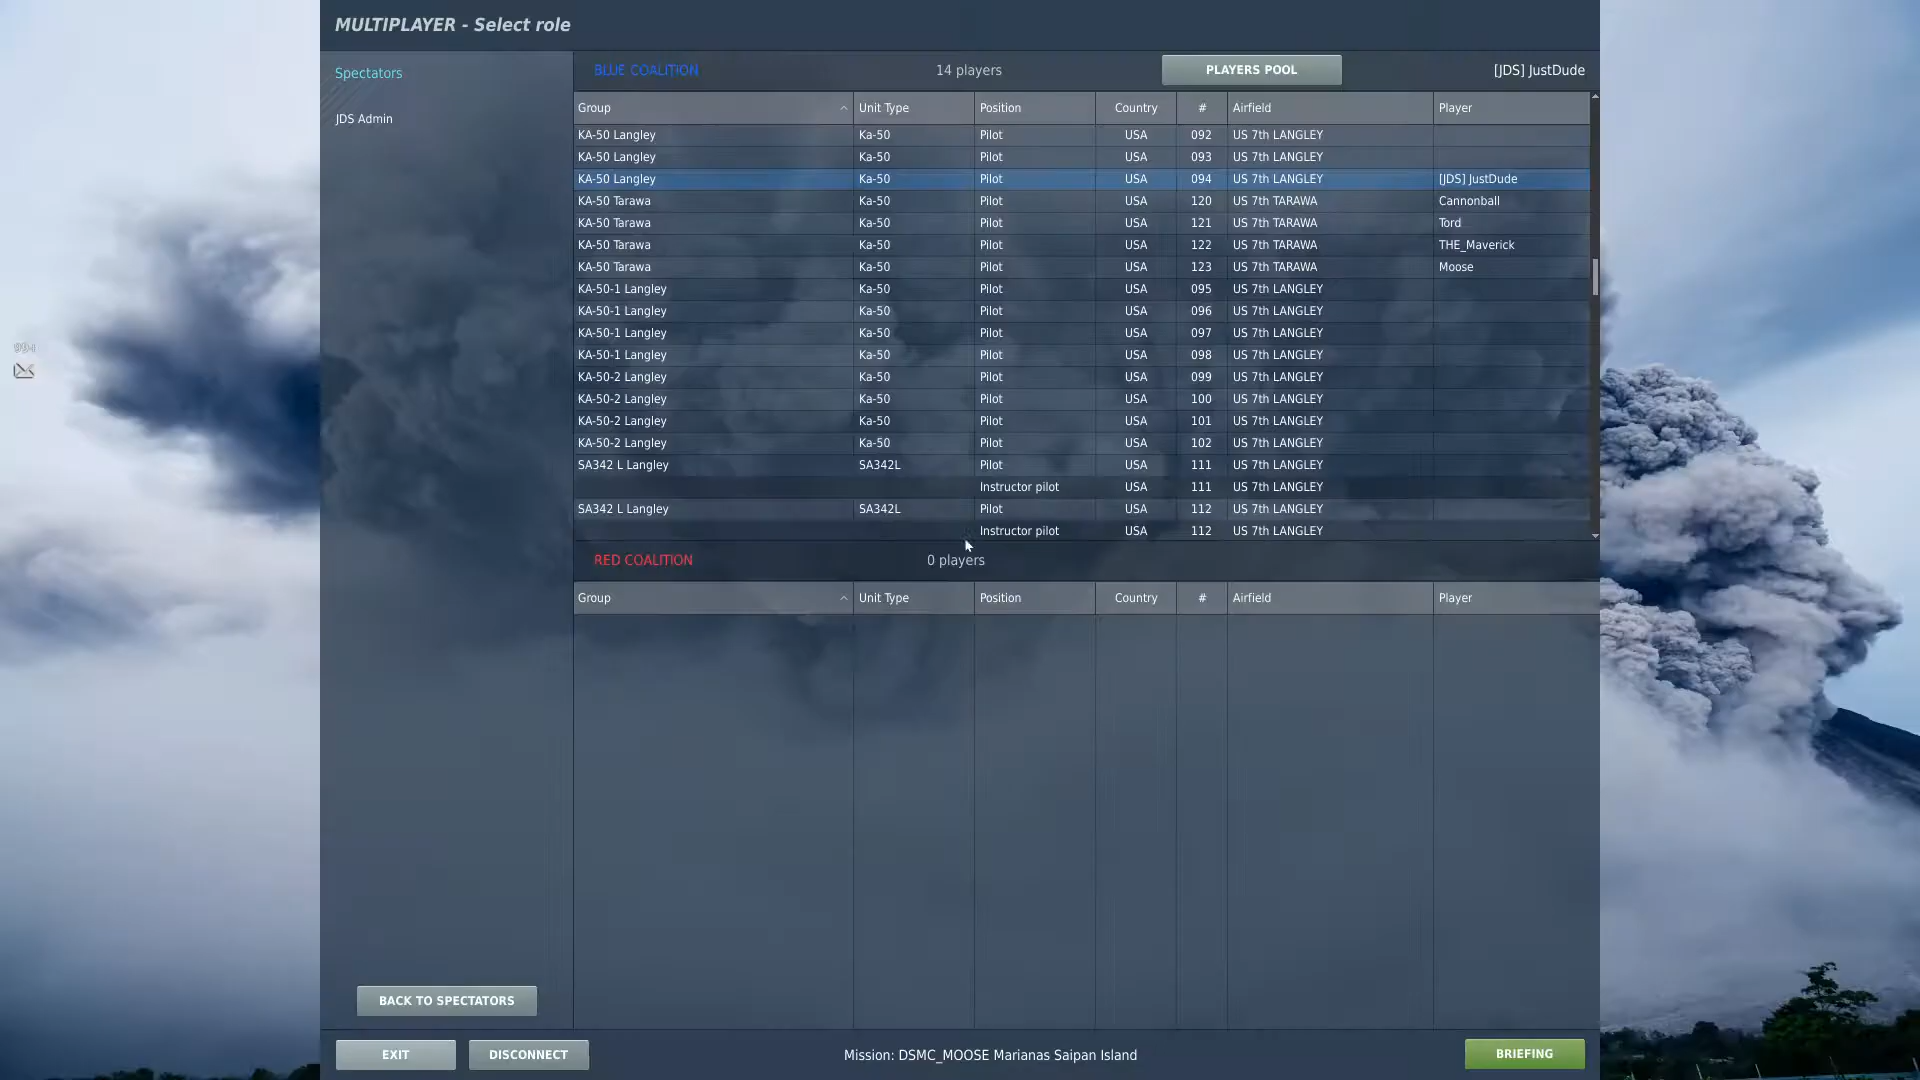 MULTIPLAYER - Select role
Spectators
JDS Admin
BLUE COALITION 14 players PLAYERS POOL [JDS] JustDude
Group Unit Type Position Country # Airfield Player
KA-50 Langley Ka-50 Pilot USA 092 US 7th LANGLEY
KA-50 Langley Ka-50 Pilot USA 093 US 7th LANGLEY
KA-50 Langley Ka-50 Pilot USA 094 US 7th LANGLEY [JDS] JustDude
KA-50 Tarawa Ka-50 Pilot USA 120 US 7th TARAWA Cannonball
KA-50 Tarawa Ka-50 Pilot USA 121 US 7th TARAWA Tord
KA-50 Tarawa Ka-50 Pilot USA 122 US 7th TARAWA THE_Maverick
KA-50 Tarawa Ka-50 Pilot USA 123 US 7th TARAWA Moose
KA-50-1 Langley Ka-50 Pilot USA 095 US 7th LANGLEY
KA-50-1 Langley Ka-50 Pilot USA 096 US 7th LANGLEY
KA-50-1 Langley Ka-50 Pilot USA 097 US 7th LANGLEY
KA-50-1 Langley Ka-50 Pilot USA 098 US 7th LANGLEY
KA-50-2 Langley Ka-50 Pilot USA 099 US 7th LANGLEY
KA-50-2 Langley Ka-50 Pilot USA 100 US 7th LANGLEY
KA-50-2 Langley Ka-50 Pilot USA 101 US 7th LANGLEY
KA-50-2 Langley Ka-50 Pilot USA 102 US 7th LANGLEY
SA342 L Langley SA342L Pilot USA 111 US 7th LANGLEY
Instructor pilot USA 111 US 7th LANGLEY
SA342 L Langley SA342L Pilot USA 112 US 7th LANGLEY
Instructor pilot USA 112 US 7th LANGLEY
RED COALITION 0 players
Group Unit Type Position Country # Airfield Player
BACK TO SPECTATORS
EXIT DISCONNECT Mission: DSMC_MOOSE Marianas Saipan Island BRIEFING